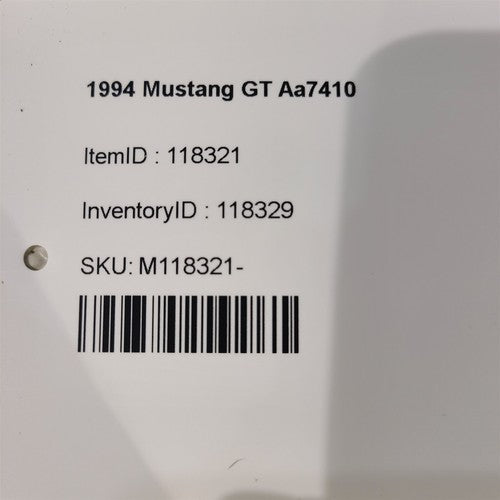 1994 Mustang GT Aa7410
ItemID : 118321
InventoryID : 118329
SKU: M118321-